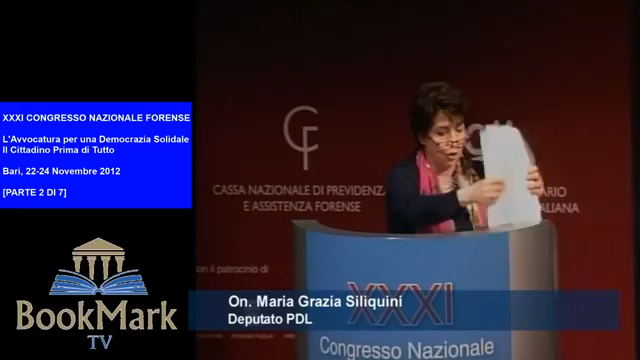 XXXI CONGRESSO NAZIONALE FORENSE
L'Avvocatura per una Democrazia Solidale
Il Cittadino Prima di Tutto
Bari, 22-24 Novembre 2012
[PARTE 2 DI 7]
BookMark
TV
CF
CASSA NAZIONALE DI PREVIDENZA
E ASSISTENZA FORENSE
ARIO
ALIANA
on il patrocinio di
On. Maria Grazia Siliquini
Deputato PDL
XXXI
Congresso Nazionale